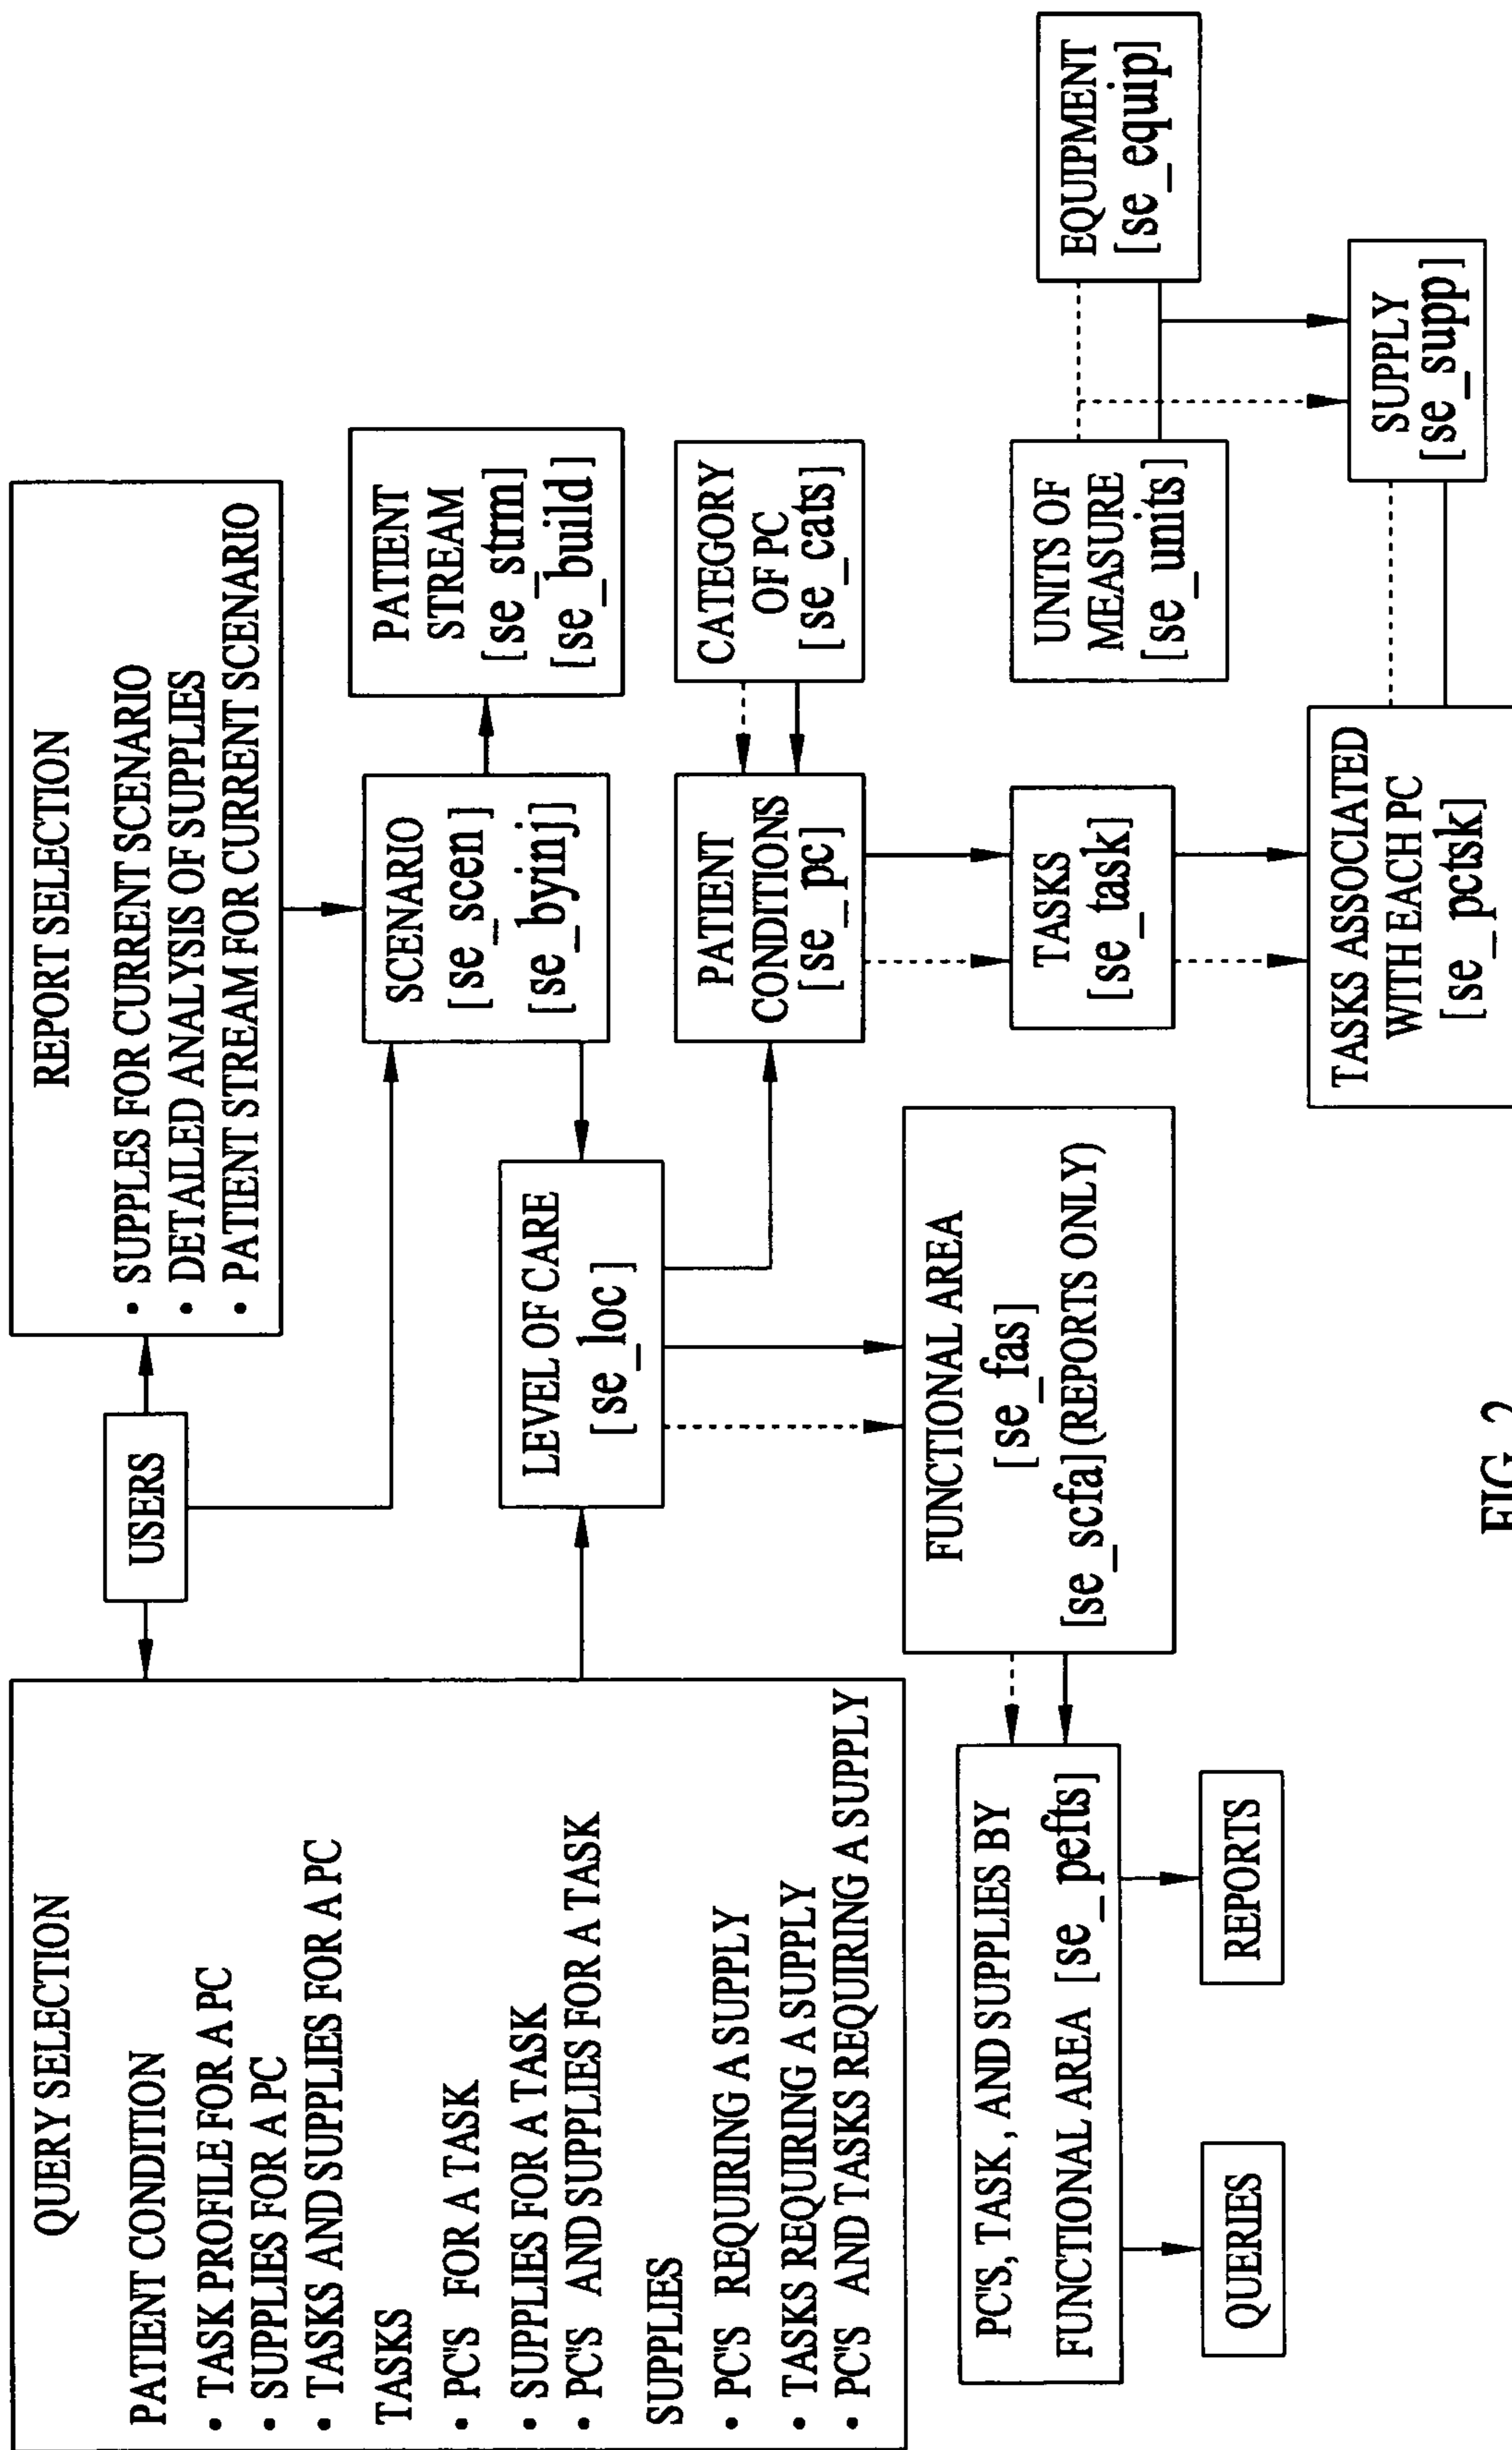 QUERY SELECTION
PATIENT CONDITION
• TASK PROFILE FOR A PC
• SUPPLIES FOR A PC
• TASKS AND SUPPLIES FOR A PC
TASKS
• PC'S FOR A TASK
• SUPPLIES FOR A TASK
• PC'S AND SUPPLIES FOR A TASK
SUPPLIES
• PC'S REQUIRING A SUPPLY
• TASKS REQUIRING A SUPPLY
• PC'S AND TASKS REQUIRING A SUPPLY
USERS
REPORT SELECTION
• SUPPLES FOR CURRENT SCENARIO
• DETAILED ANALYSIS OF SUPPLIES
• PATIENT STREAM FOR CURRENT SCENARIO
SCENARIO
[se_scen]
[se_byinj]
PATIENT
STREAM
[se_strm]
[se_build]
LEVEL OF CARE
[se_loc]
PATIENT
CONDITIONS
[se_pc]
CATEGORY
OF PC
[se_cats]
FUNCTIONAL AREA
[se_fas]
[se_scfa](REPORTS ONLY)
TASKS
[se_task]
UNITS OF
MEASURE
[se_units]
EQUIPMENT
[se_equip]
PC'S, TASK, AND SUPPLIES BY
FUNCTIONAL AREA [se_pefts]
QUERIES
REPORTS
TASKS ASSOCIATED
WITH EACH PC
[se_pctsk]
SUPPLY
[se_supp]
FIG. 2